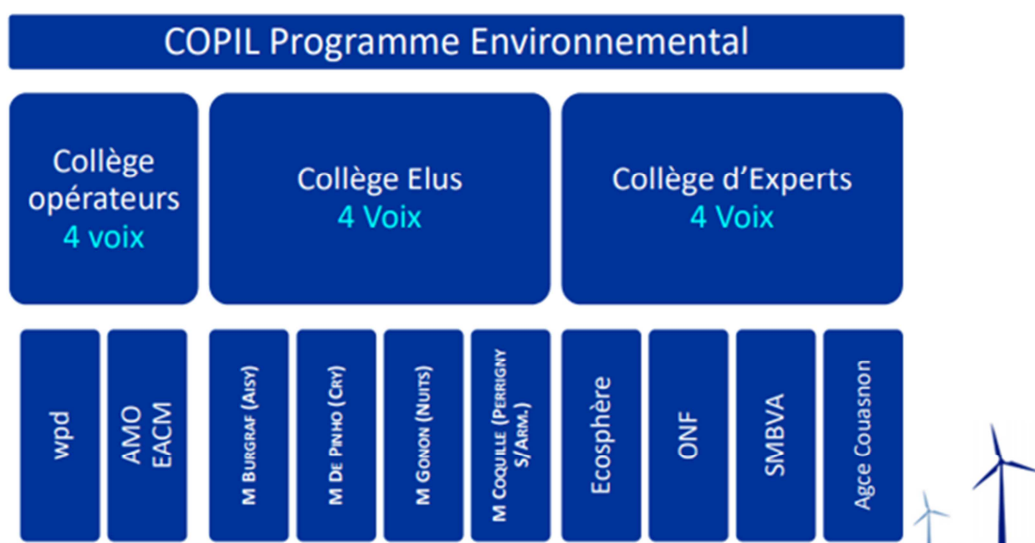 COPIL Programme Environnemental
Collège
opérateurs
4 voix
Collège Elus
4 Voix
Collège d’Experts
4 Voix
wpd
AMO
EACM
M BURGRAF (AISY)
M DE PINHO (CRY)
M GONON (NUITS)
M COQUILLE (PERRIGNY
S/ARM.)
Ecosphère
ONF
SMBVA
Agce Couasnon